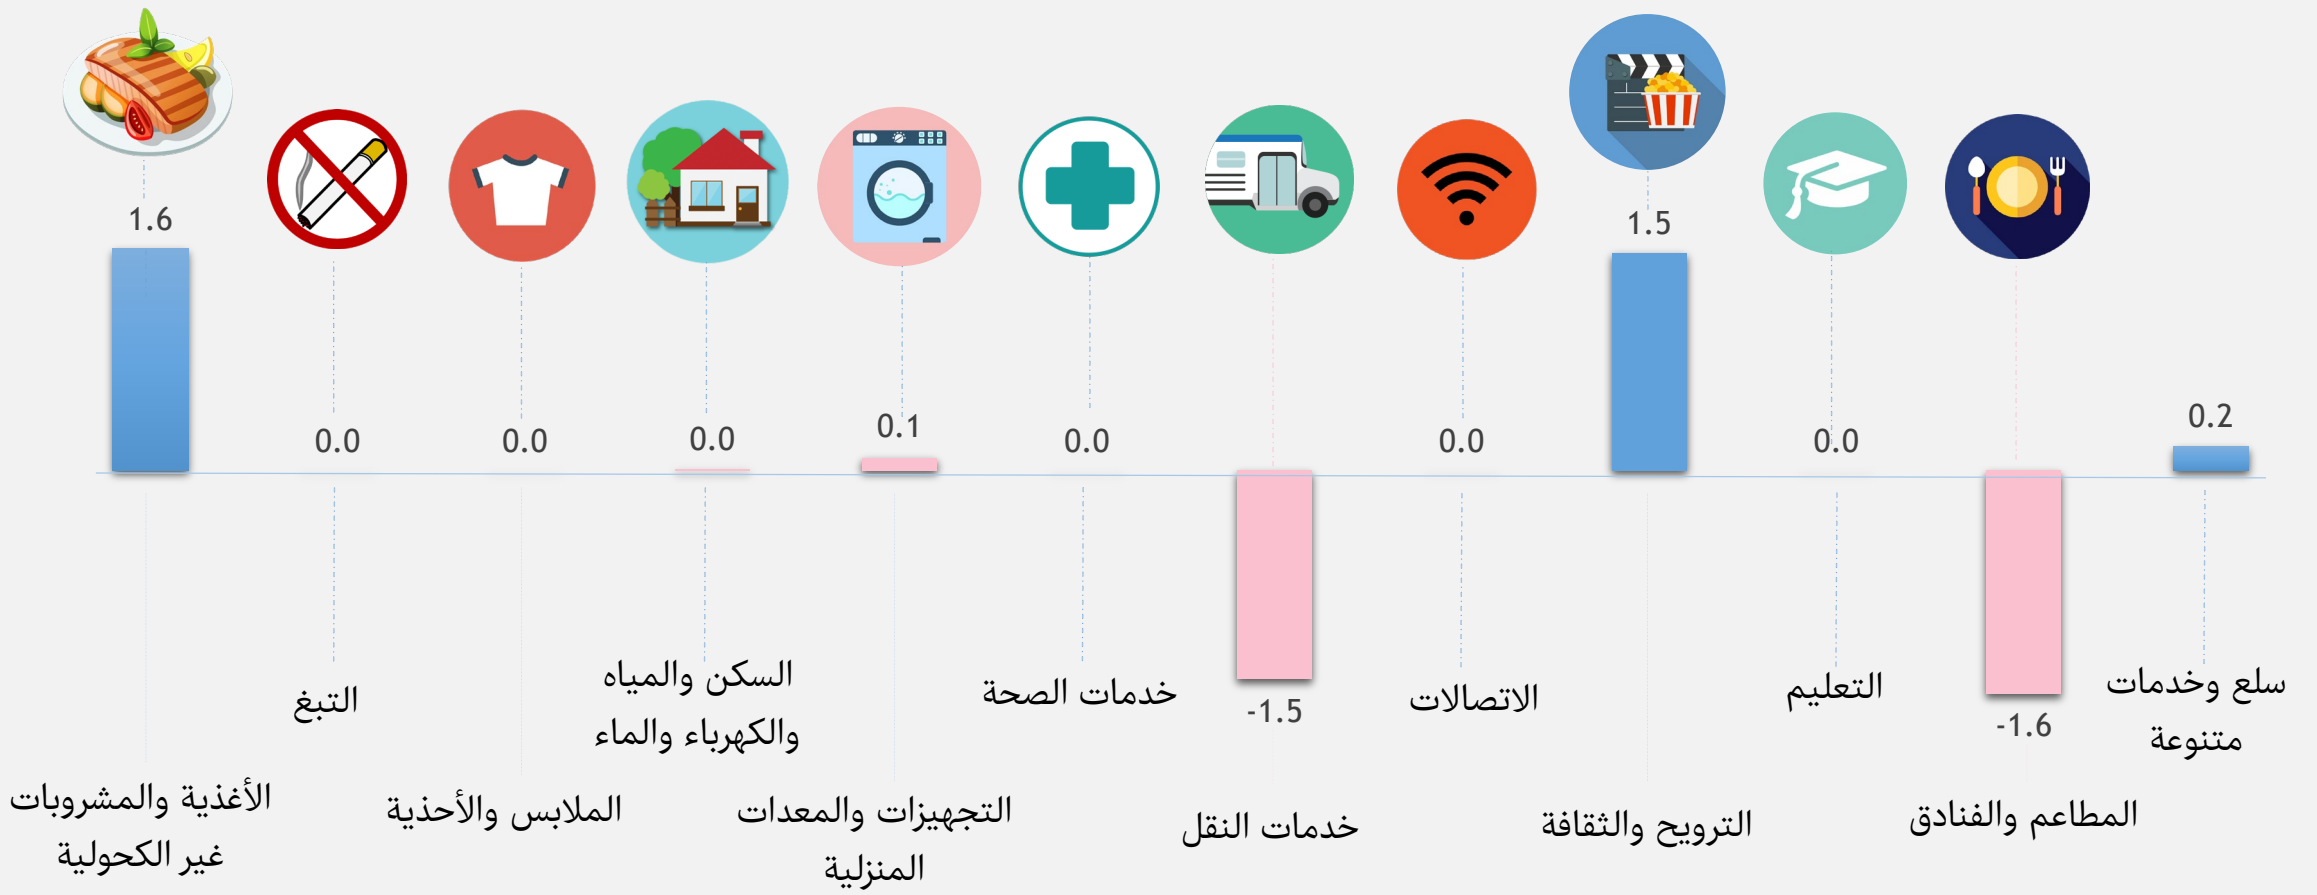 1.6
0.0
0.0
0.0
0.1
0.0
-1.5
0.0
1.5
0.0
-1.6
0.2
الأغذية والمشروبات
غير الكحولية
التبغ
الملابس والأحذية
السكن والمياه
والكهرباء والماء
التجهيزات والمعدات
المنزلية
خدمات الصحة
خدمات النقل
الاتصالات
الترويح والثقافة
التعليم
المطاعم والفنادق
سلع وخدمات
متنوعة